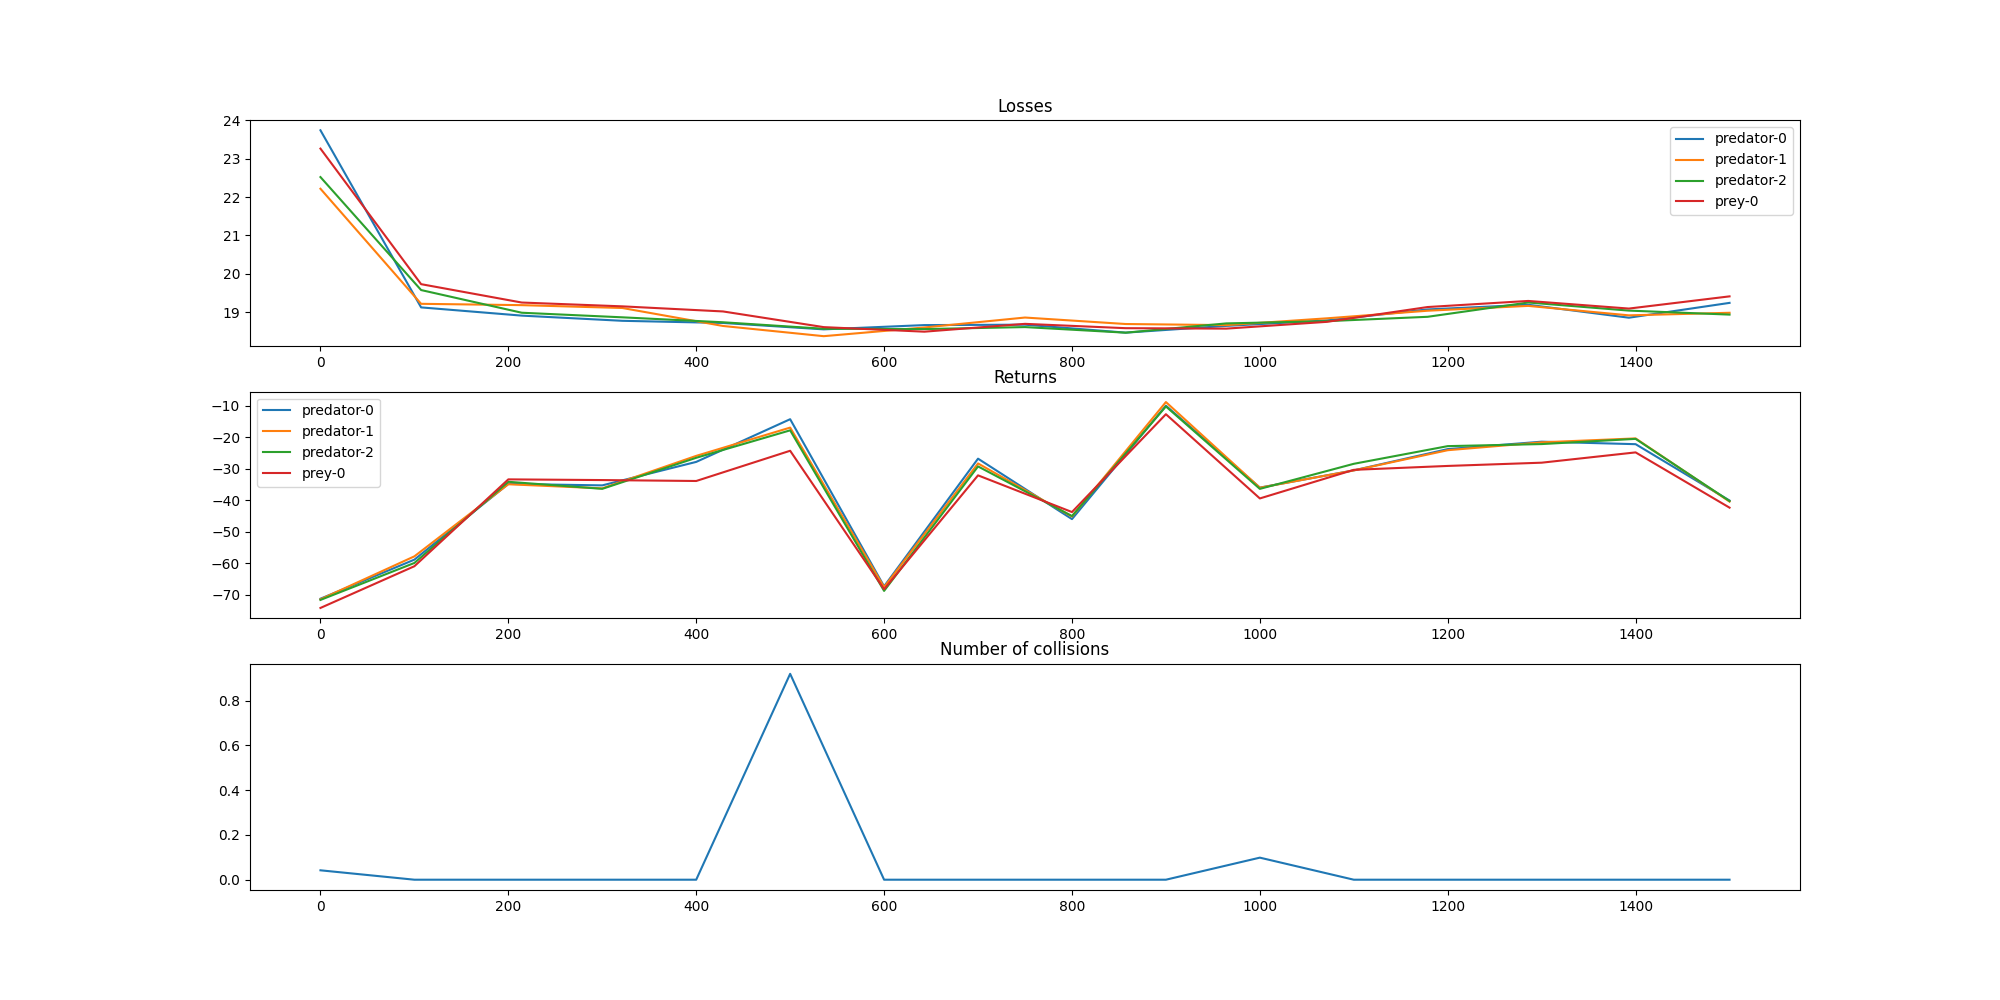 Losses
24
23
22
21
20
19
predator-0
predator-1
predator-2
prey-0
0 200 400 600 800 1000 1200 1400
Returns
−10
−20
−30
−40
−50
−60
−70
predator-0
predator-1
predator-2
prey-0
0 200 400 600 800 1000 1200 1400
Number of collisions
0.8
0.6
0.4
0.2
0.0
0 200 400 600 800 1000 1200 1400